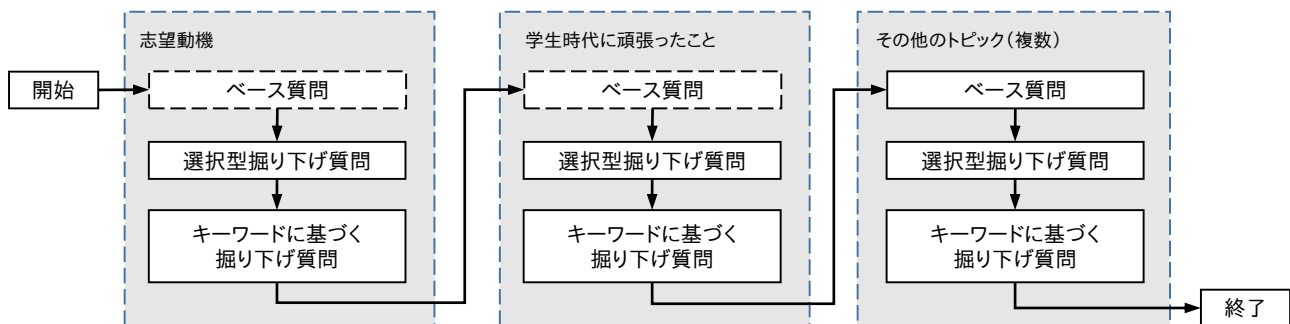 開始
志望動機
ベース質問
選択型掘り下げ質問
キーワードに基づく
掘り下げ質問
学生時代に頑張ったこと
ベース質問
選択型掘り下げ質問
キーワードに基づく
掘り下げ質問
その他のトピック(複数)
ベース質問
選択型掘り下げ質問
キーワードに基づく
掘り下げ質問
終了